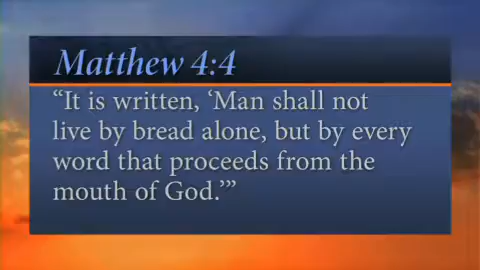 Matthew 4:4
“It is written, ‘Man shall not
live by bread alone, but by every
word that proceeds from the
mouth of God.’”